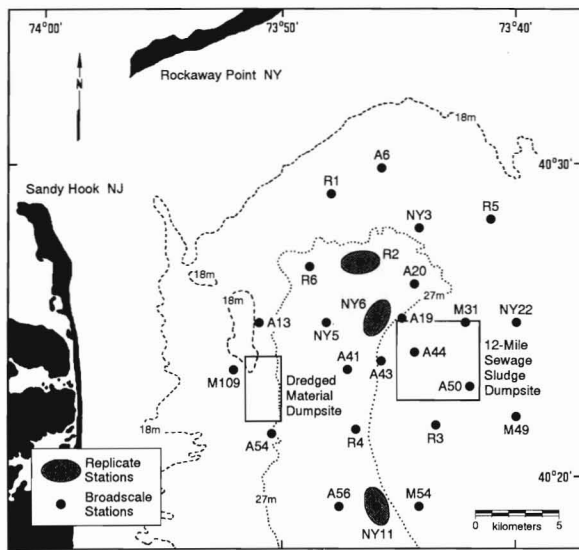 74°00'
73°50'
73°40'
N
Rockaway Point NY
18m
A6
40°30'
Sandy Hook NJ
R1
R5
NY3
R2
18m
R6
A20
27m
18m
NY6
A13
NY5
A19
M31
NY22
A44
12-Mile
Sewage
Sludge
Dumpsite
A41
A43
M109
Dredged
Material
Dumpsite
A50
18m
A54
R4
R3
M49
27m
40°20'
Replicate
Stations
Broadscale
Stations
A56
M54
NY11
0
5
kilometers